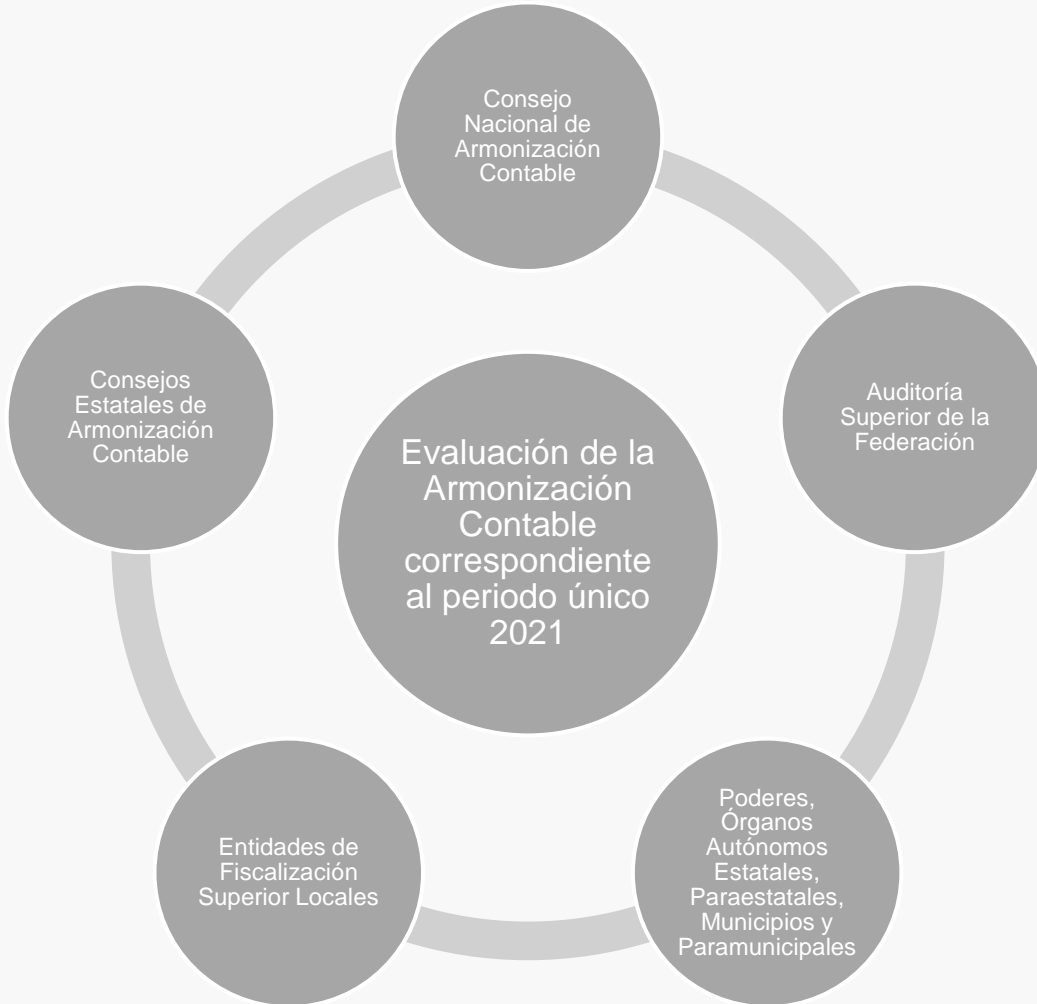 Consejo
Nacional de
Armonización
Contable
Consejos
Estatales de
Armonización
Contable
Auditoría
Superior de la
Federación
Evaluación de la
Armonización
Contable
correspondiente
al periodo único
2021
Entidades de
Fiscalización
Superior Locales
Poderes,
Órganos
Autónomos
Estatales,
Paraestatales,
Municipios y
Paramunicipales